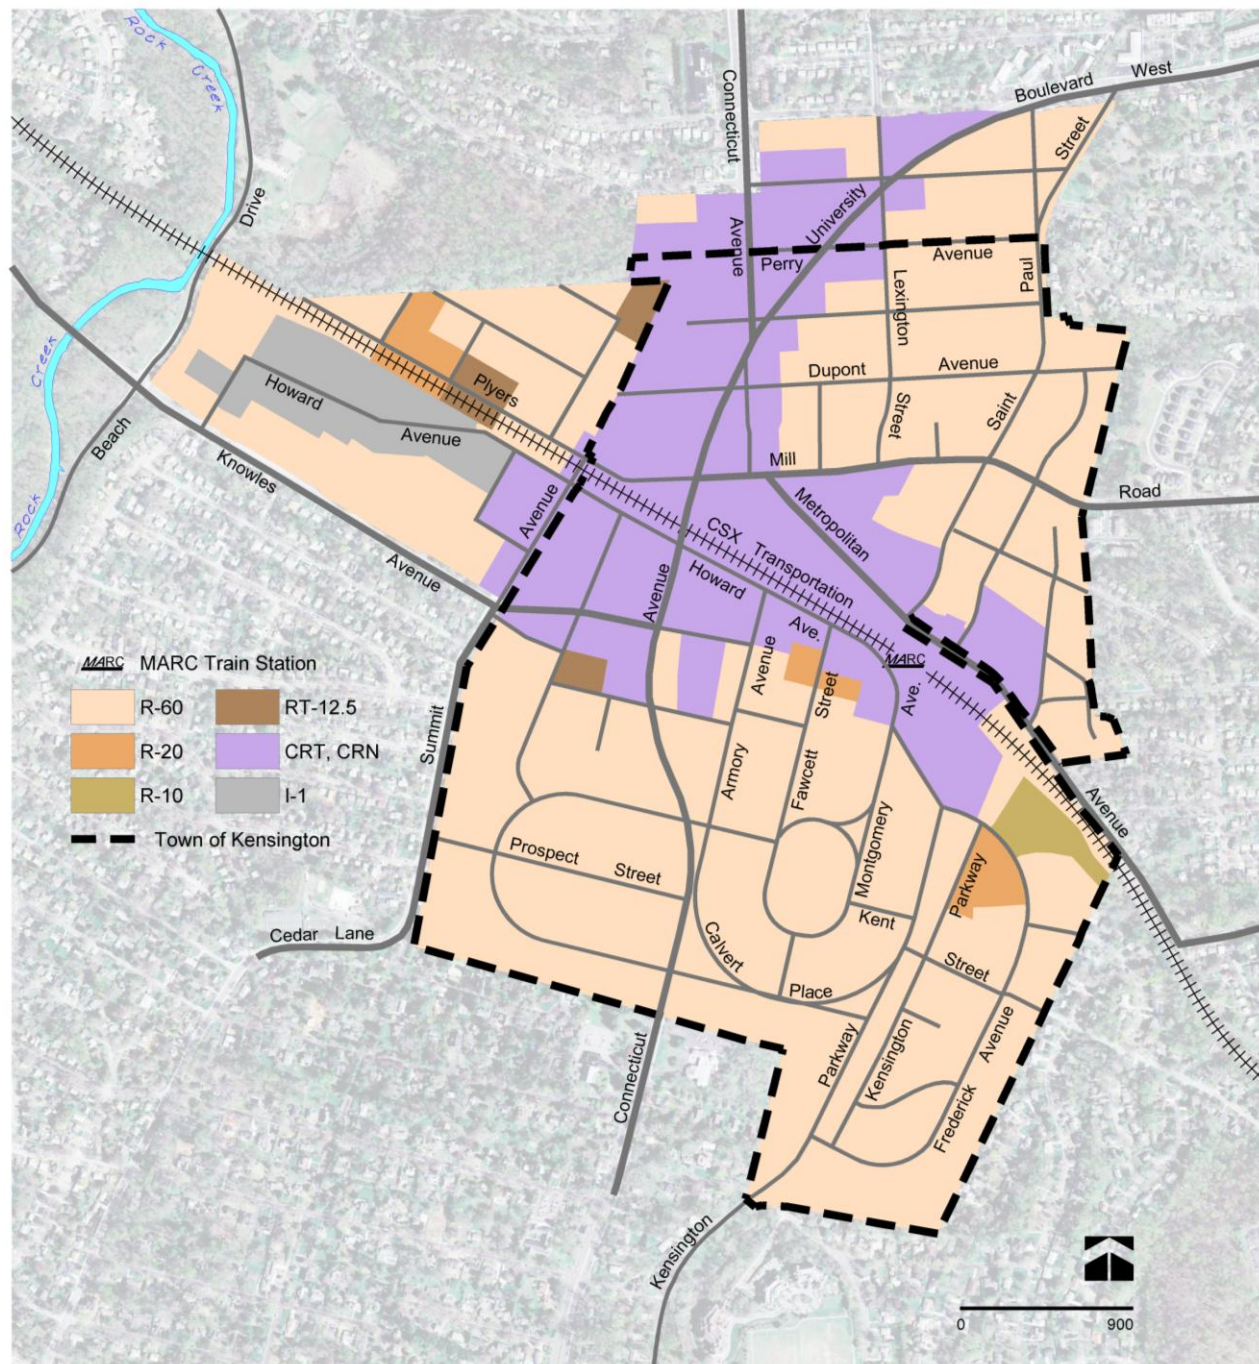 Rock
Creek
Connecticut
Boulevard West
Street
Drive
University
Avenue
Perry
Avenue
Paul
Lexington
Creek
Dupont
Avenue
Plyers
Howard
Avenue
Saint
Street
Beach
Knowles
Mill
Road
Rock
Avenue
Metropolitan
CSX Transportation
Avenue
Avenue
Howard
Ave.
MARC
MARC MARC Train Station
R-60
RT-12.5
R-20
CRT, CRN
R-10
I-1
Town of Kensington
Summit
Avenue
Street
Ave.
Armory
Fawcett
Montgomery
Avenue
Prospect
Street
Parkway
Kent
Cedar Lane
Calvert
Street
Place
Avenue
Parkway
Kensington
Connecticut
Frederick
Kensington
0 900